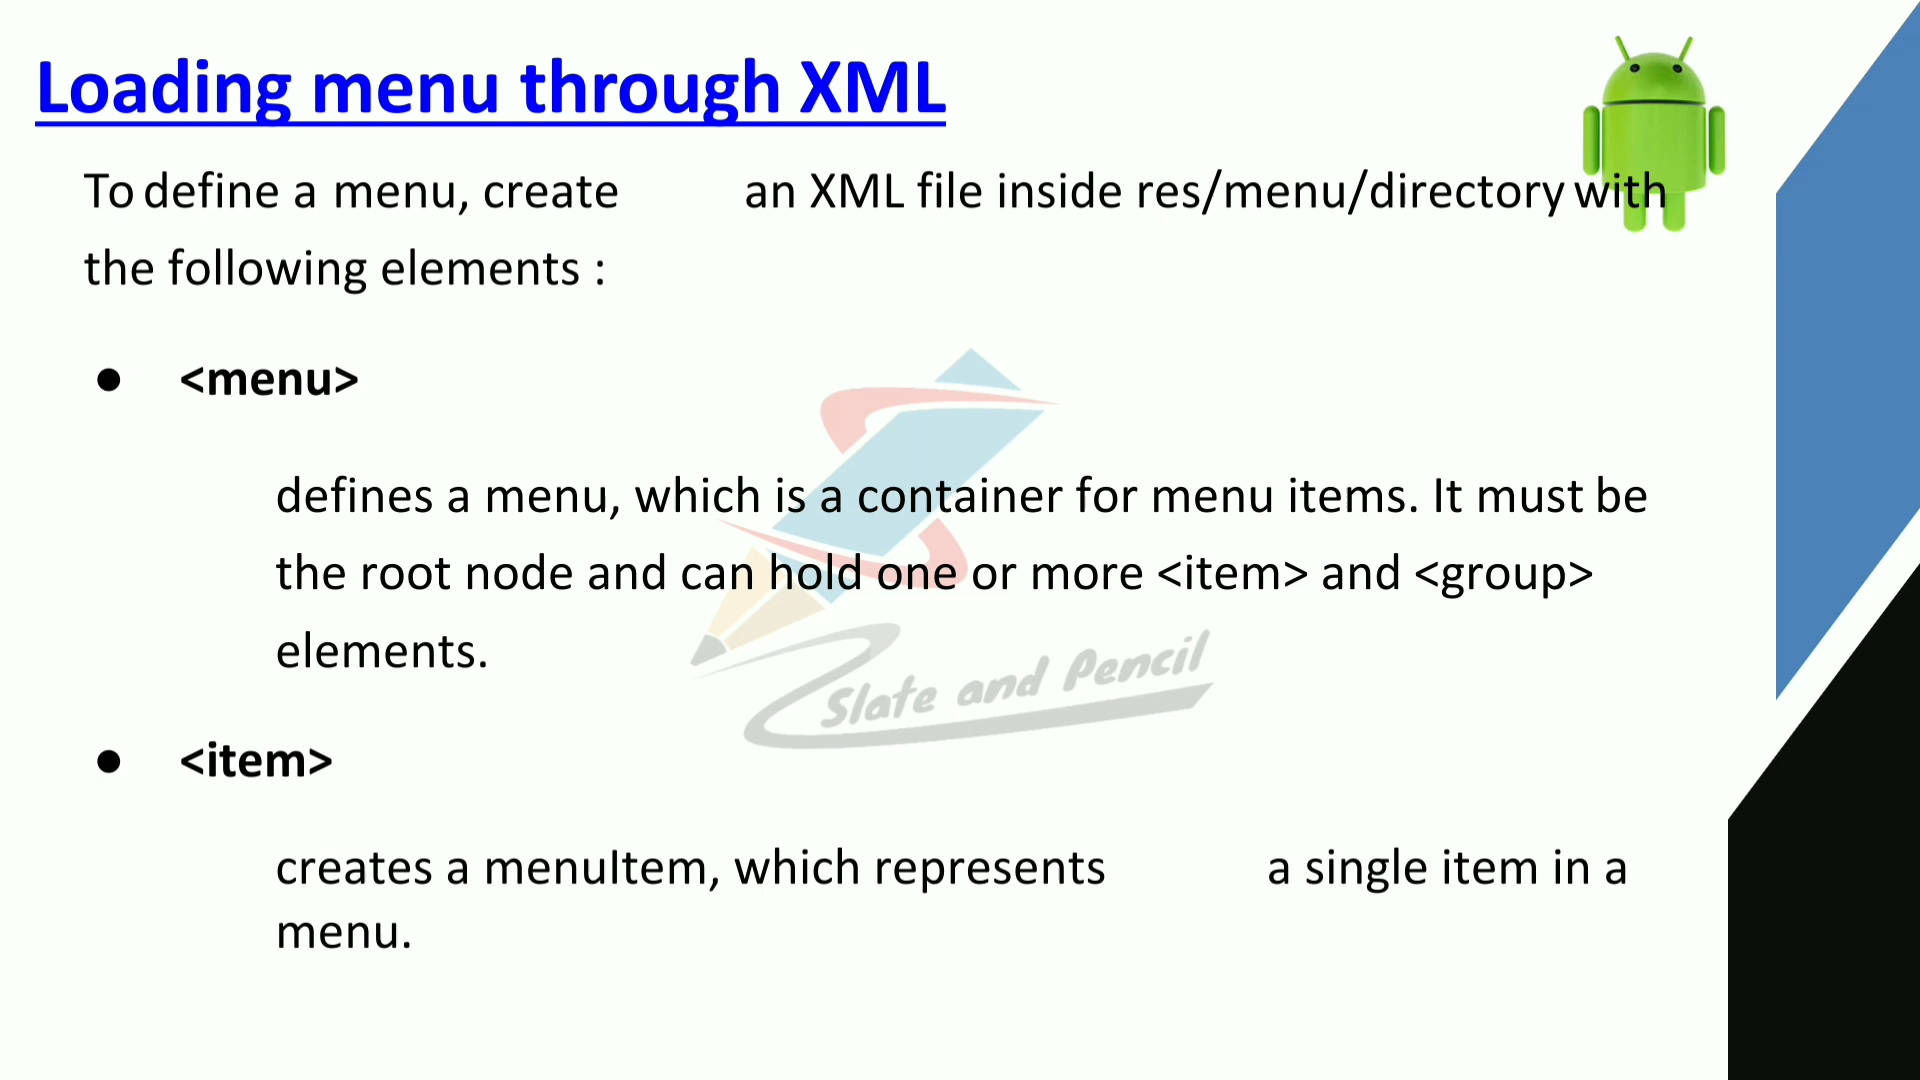 Loading menu through XML
To define a menu, create an XML file inside res/menu/directory with
the following elements :
● <menu>
defines a menu, which is a container for menu items. It must be
the root node and can hold one or more <item> and <group>
elements.
Slate and Pencil
● <item>
creates a menuItem, which represents a single item in a
menu.